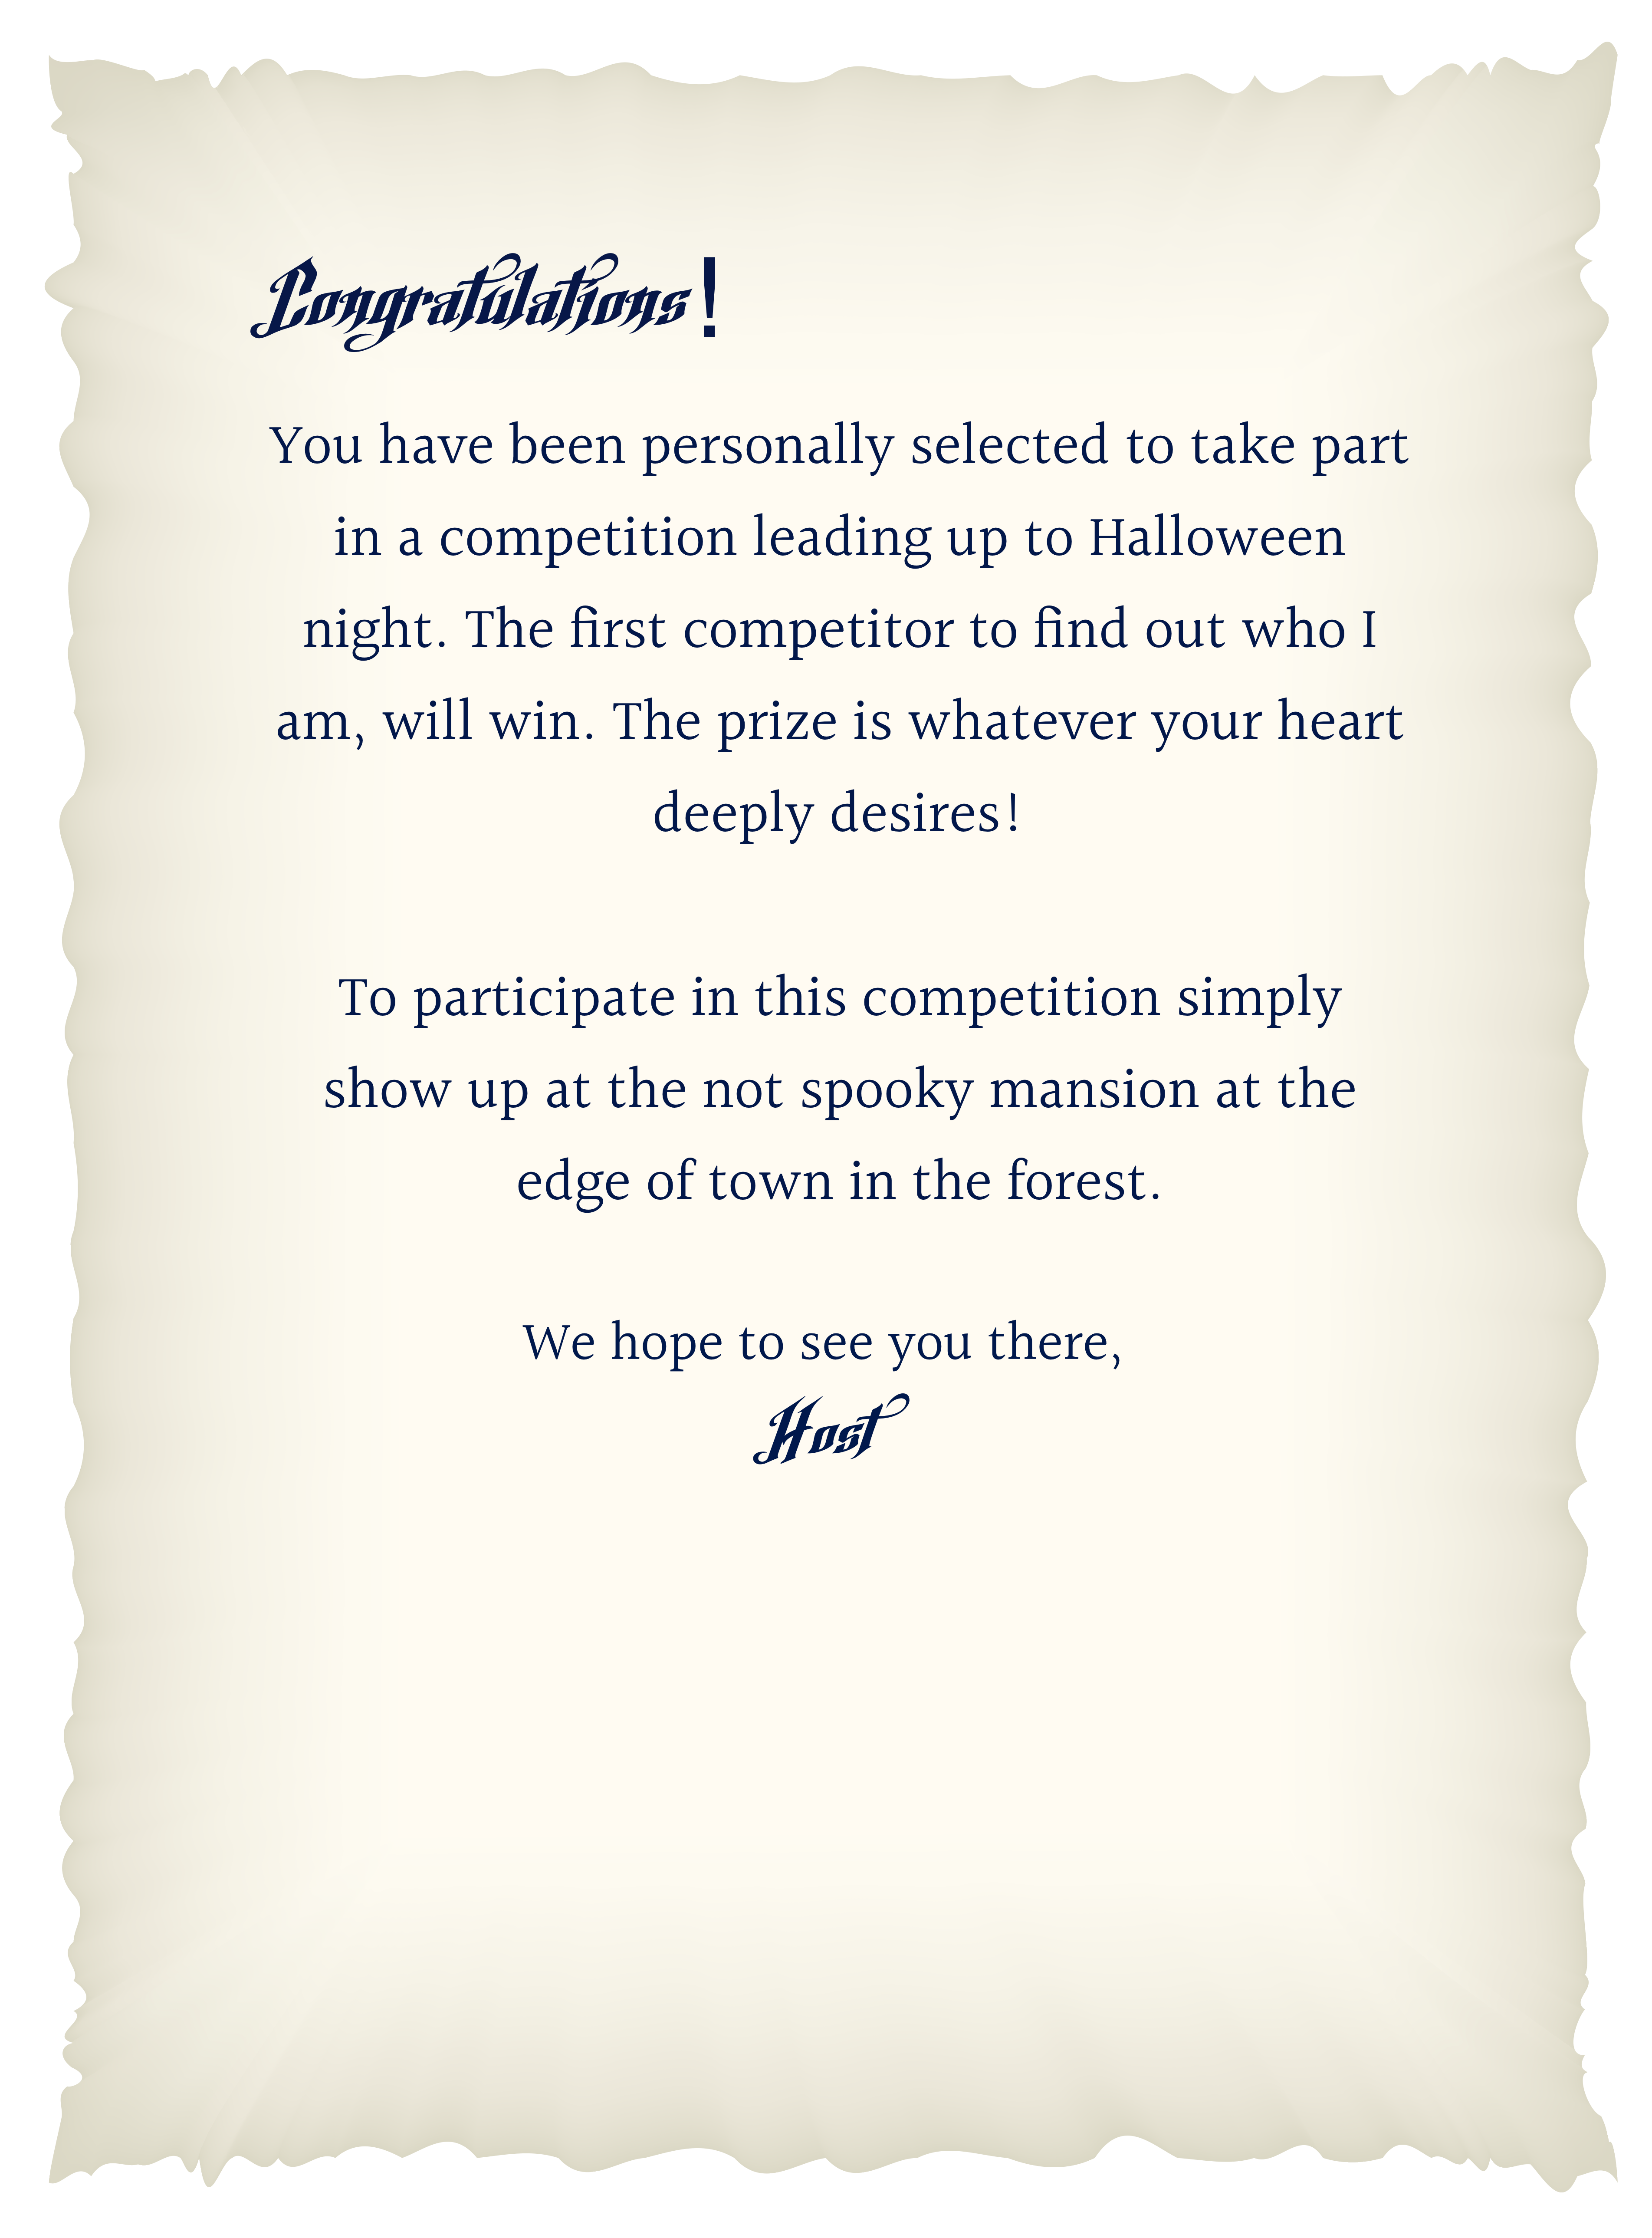 Congratulations!
You have been personally selected to take part
in a competition leading up to Halloween
night. The first competitor to find out who I
am, will win. The prize is whatever your heart
deeply desires!
To participate in this competition simply
show up at the not spooky mansion at the
edge of town in the forest.
We hope to see you there,
Host